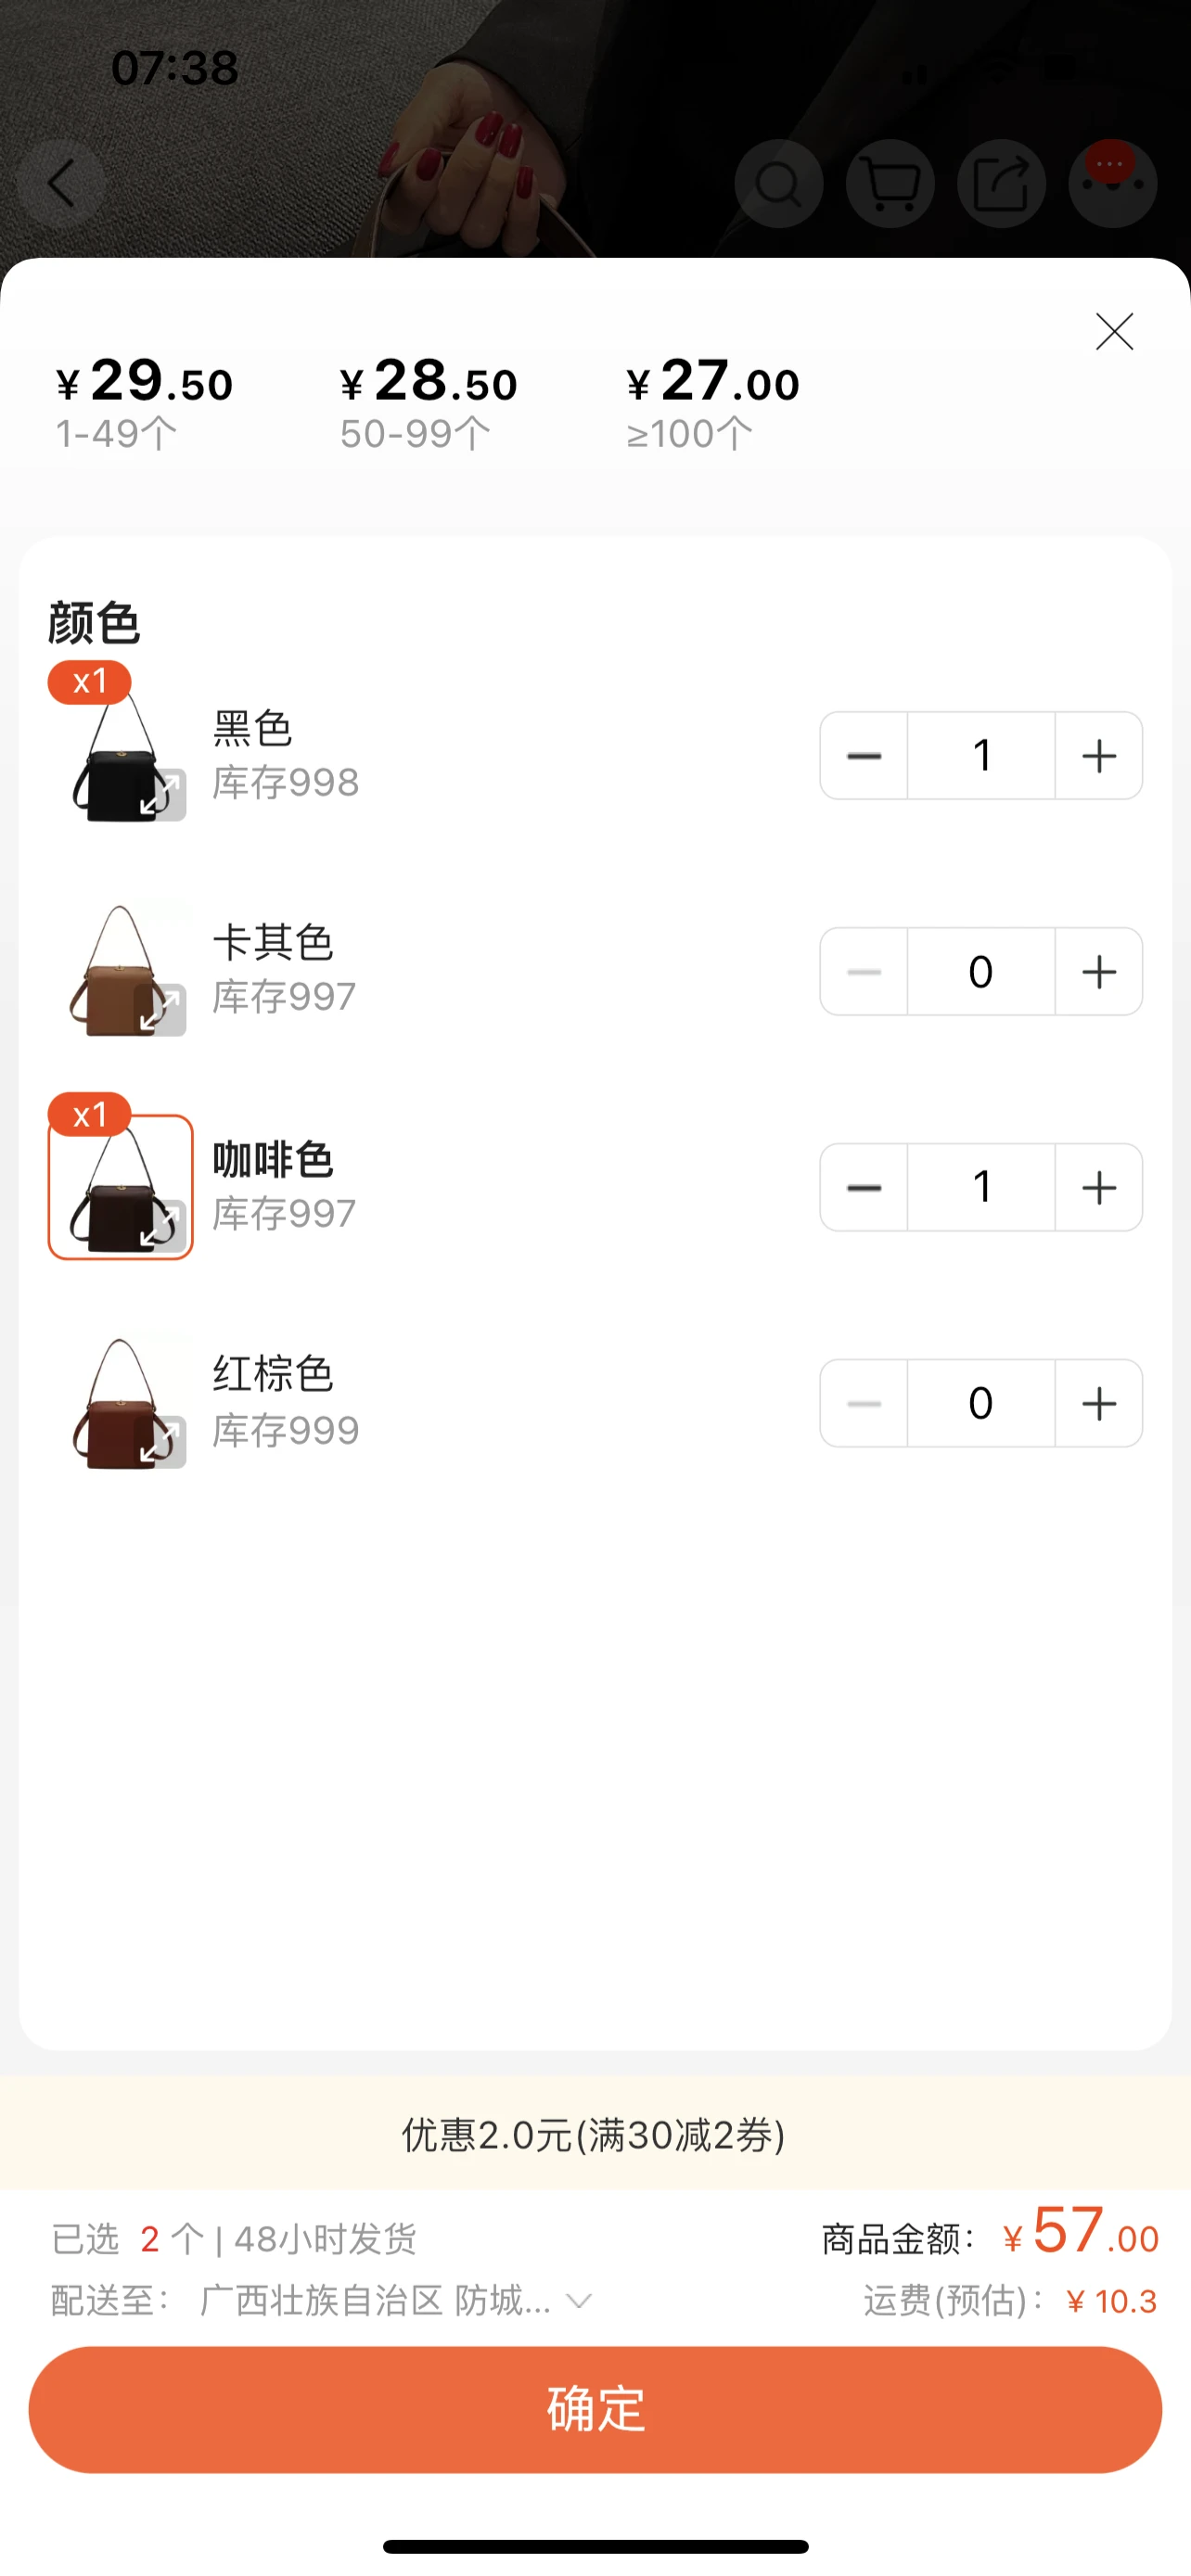 07:38
¥29.50 ¥28.50 ¥27.00
1-49个 50-99个 ≥100个
颜色
x1
黑色
库存998
1
卡其色
库存997
0
x1
咖啡色
库存997
1
红棕色
库存999
0
优惠2.0元(满30减2券)
已选 2 个 | 48小时发货 商品金额： ¥57.00
配送至： 广西壮族自治区 防城... 运费(预估)： ¥10.3
确定